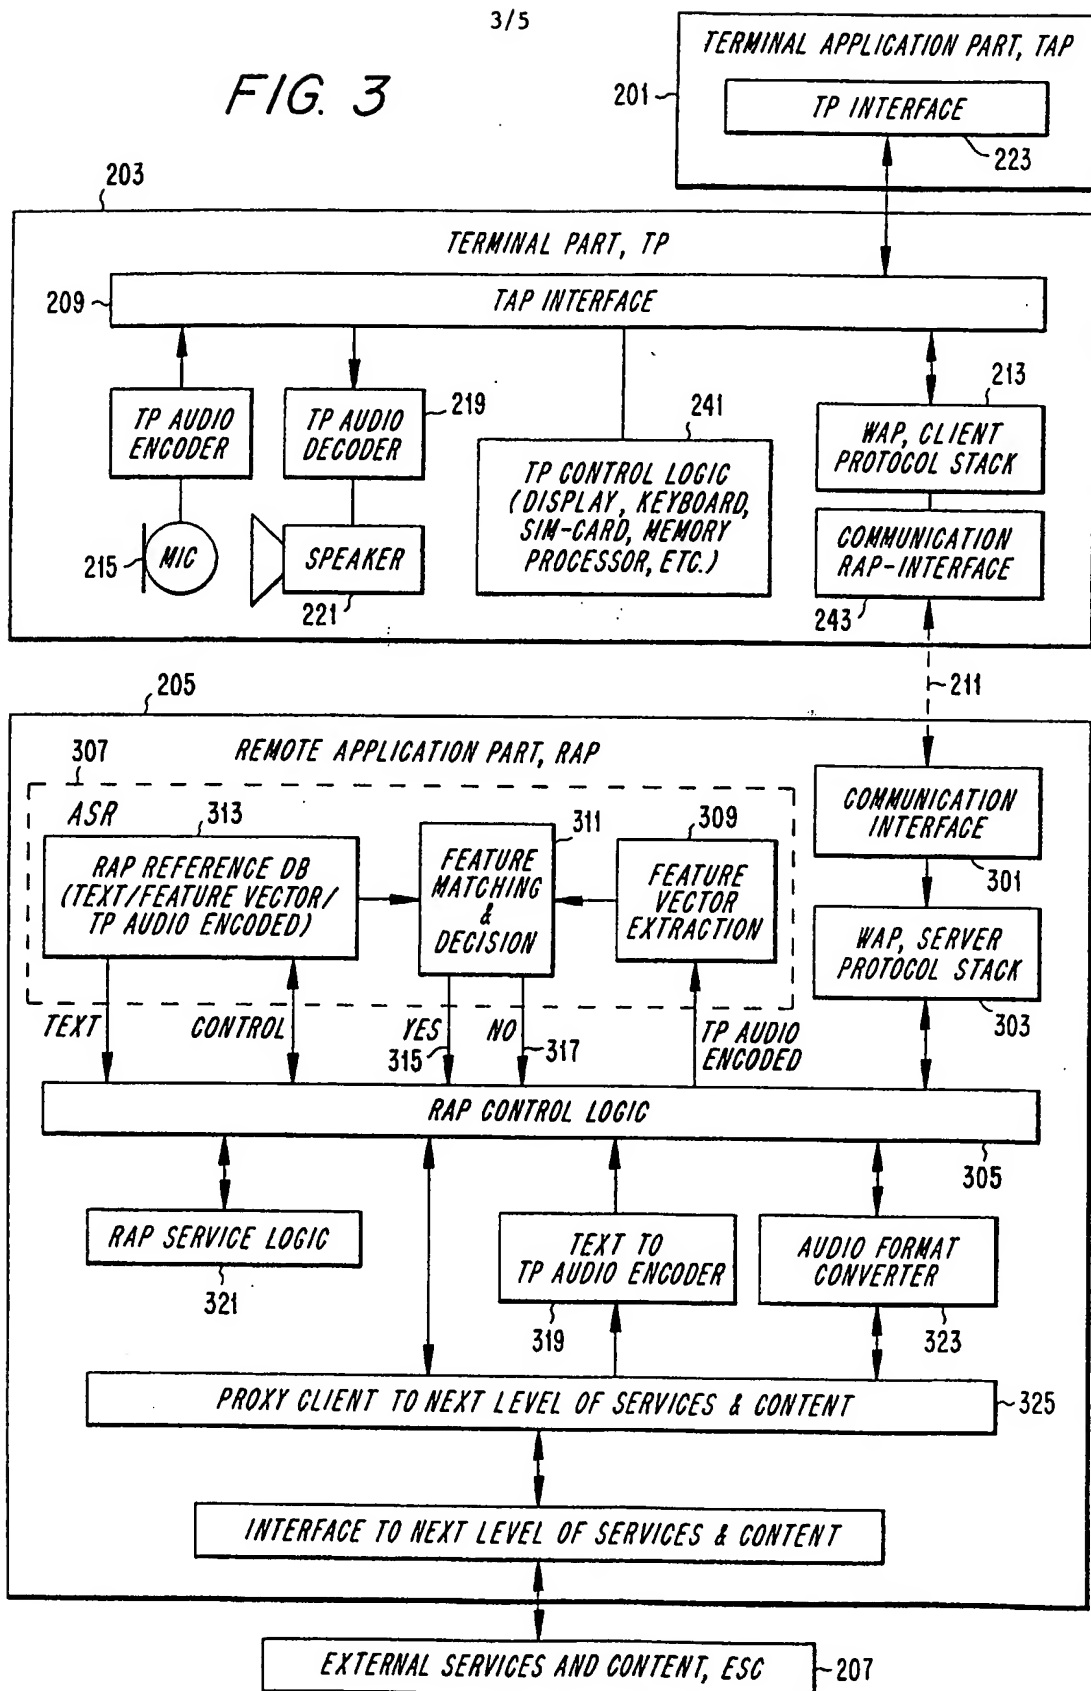 3/5
FIG. 3
TERMINAL APPLICATION PART, TAP
201
TP INTERFACE
223
203
TERMINAL PART, TP
209
TAP INTERFACE
TP AUDIO
ENCODER
TP AUDIO
DECODER
219
241
213
TP CONTROL LOGIC
(DISPLAY, KEYBOARD,
SIM-CARD, MEMORY
PROCESSOR, ETC.)
WAP, CLIENT
PROTOCOL STACK
215
MIC
SPEAKER
221
COMMUNICATION
RAP-INTERFACE
243
211
205
REMOTE APPLICATION PART, RAP
307
ASR
313
RAP REFERENCE DB
(TEXT/FEATURE VECTOR/
TP AUDIO ENCODED)
311
FEATURE
MATCHING
&
DECISION
309
FEATURE
VECTOR
EXTRACTION
COMMUNICATION
INTERFACE
301
WAP, SERVER
PROTOCOL STACK
303
TEXT
CONTROL
YES
315
NO
317
TP AUDIO
ENCODED
RAP CONTROL LOGIC
305
RAP SERVICE LOGIC
321
TEXT TO
TP AUDIO ENCODER
319
AUDIO FORMAT
CONVERTER
323
PROXY CLIENT TO NEXT LEVEL OF SERVICES & CONTENT
325
INTERFACE TO NEXT LEVEL OF SERVICES & CONTENT
EXTERNAL SERVICES AND CONTENT, ESC
207